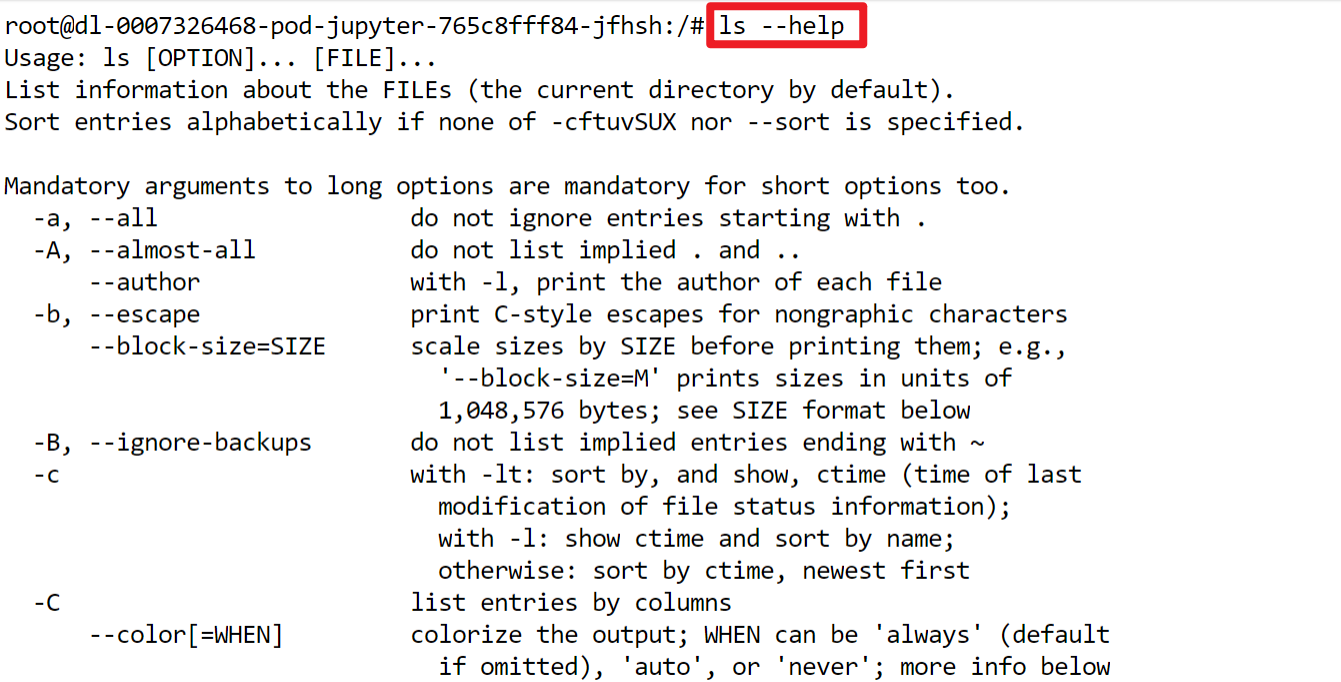 root@dl-0007326468-pod-jupyter-765c8fff84-jfhsh:/# ls --help
Usage: ls [OPTION]... [FILE]...
List information about the FILEs (the current directory by default).
Sort entries alphabetically if none of -cftuvSUX nor --sort is specified.

Mandatory arguments to long options are mandatory for short options too.
  -a, --all                  do not ignore entries starting with .
  -A, --almost-all           do not list implied . and ..
      --author               with -l, print the author of each file
  -b, --escape               print C-style escapes for nongraphic characters
      --block-size=SIZE      scale sizes by SIZE before printing them; e.g.,
                               '--block-size=M' prints sizes in units of
                               1,048,576 bytes; see SIZE format below
  -B, --ignore-backups       do not list implied entries ending with ~
  -c                         with -lt: sort by, and show, ctime (time of last
                               modification of file status information);
                               with -l: show ctime and sort by name;
                               otherwise: sort by ctime, newest first
  -C                         list entries by columns
      --color[=WHEN]         colorize the output; WHEN can be 'always' (default
                               if omitted), 'auto', or 'never'; more info below